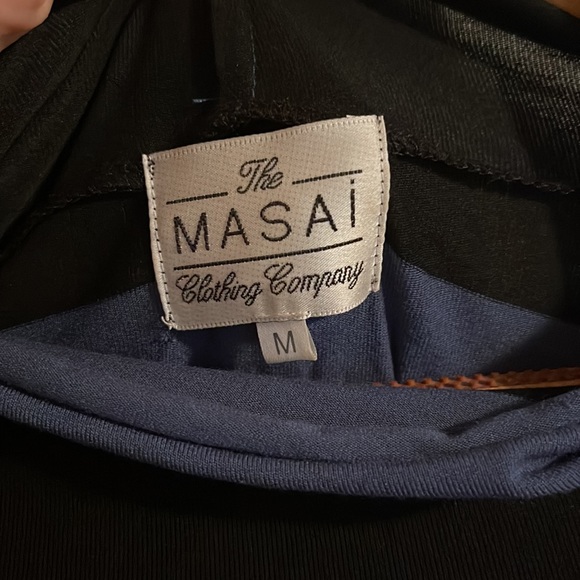 The
MASAI
Clothing Company
M